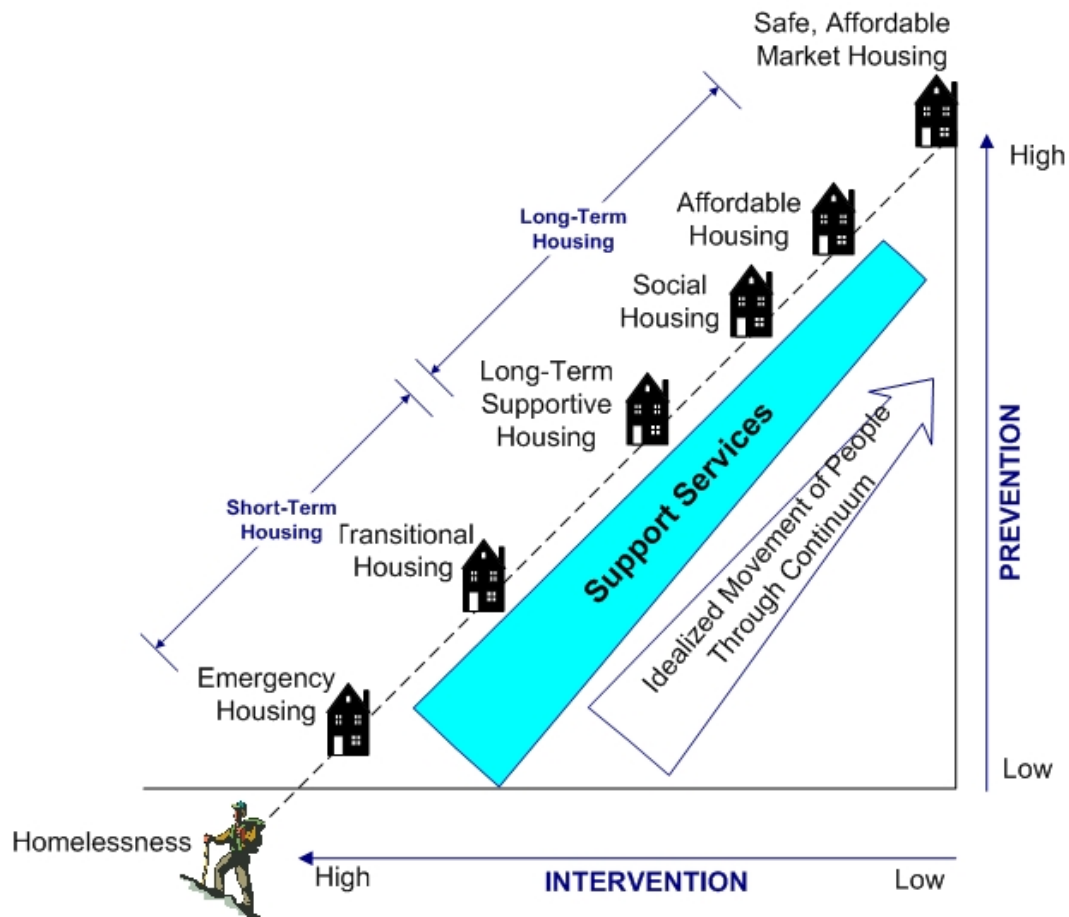 Safe, Affordable
Market Housing
High
Affordable
Housing
Long-Term
Housing
Social
Housing
Long-Term
Supportive
Housing
Support Services
Idealized Movement of People
Through Continuum
PREVENTION
Short-Term
Housing
Transitional
Housing
Emergency
Housing
Low
Homelessness
High
INTERVENTION
Low